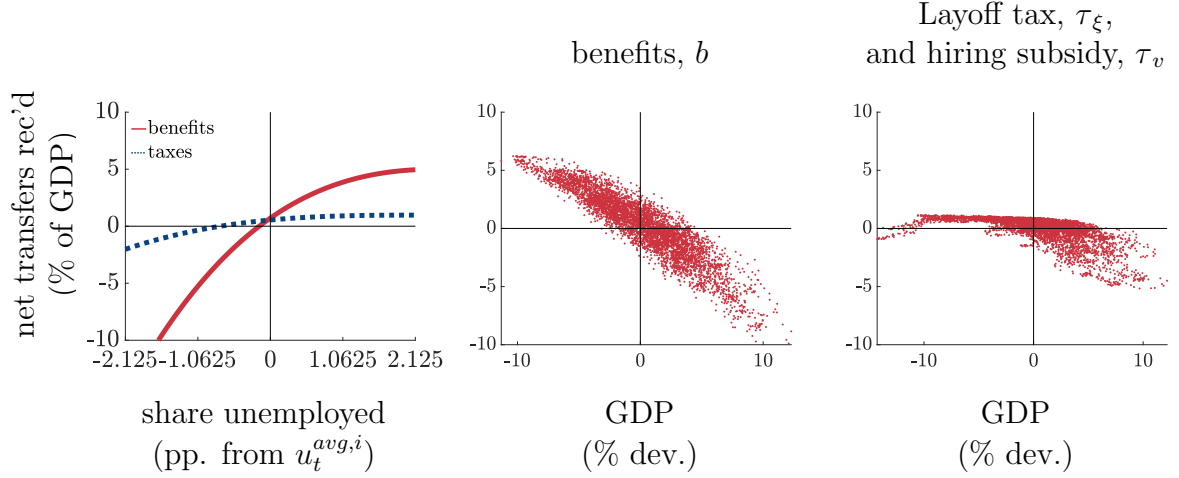 Layoff tax, τ_ξ,
benefits, b
and hiring subsidy, τ_v
net transfers rec'd
(% of GDP)
10
5
0
-5
-10
benefits
taxes
-2.125 -1.0625 0 1.0625 2.125
share unemployed
(pp. from u_t^{avg,i})
10
5
0
-5
-10
-10 0 10
GDP
(% dev.)
10
5
0
-5
-10
-10 0 10
GDP
(% dev.)